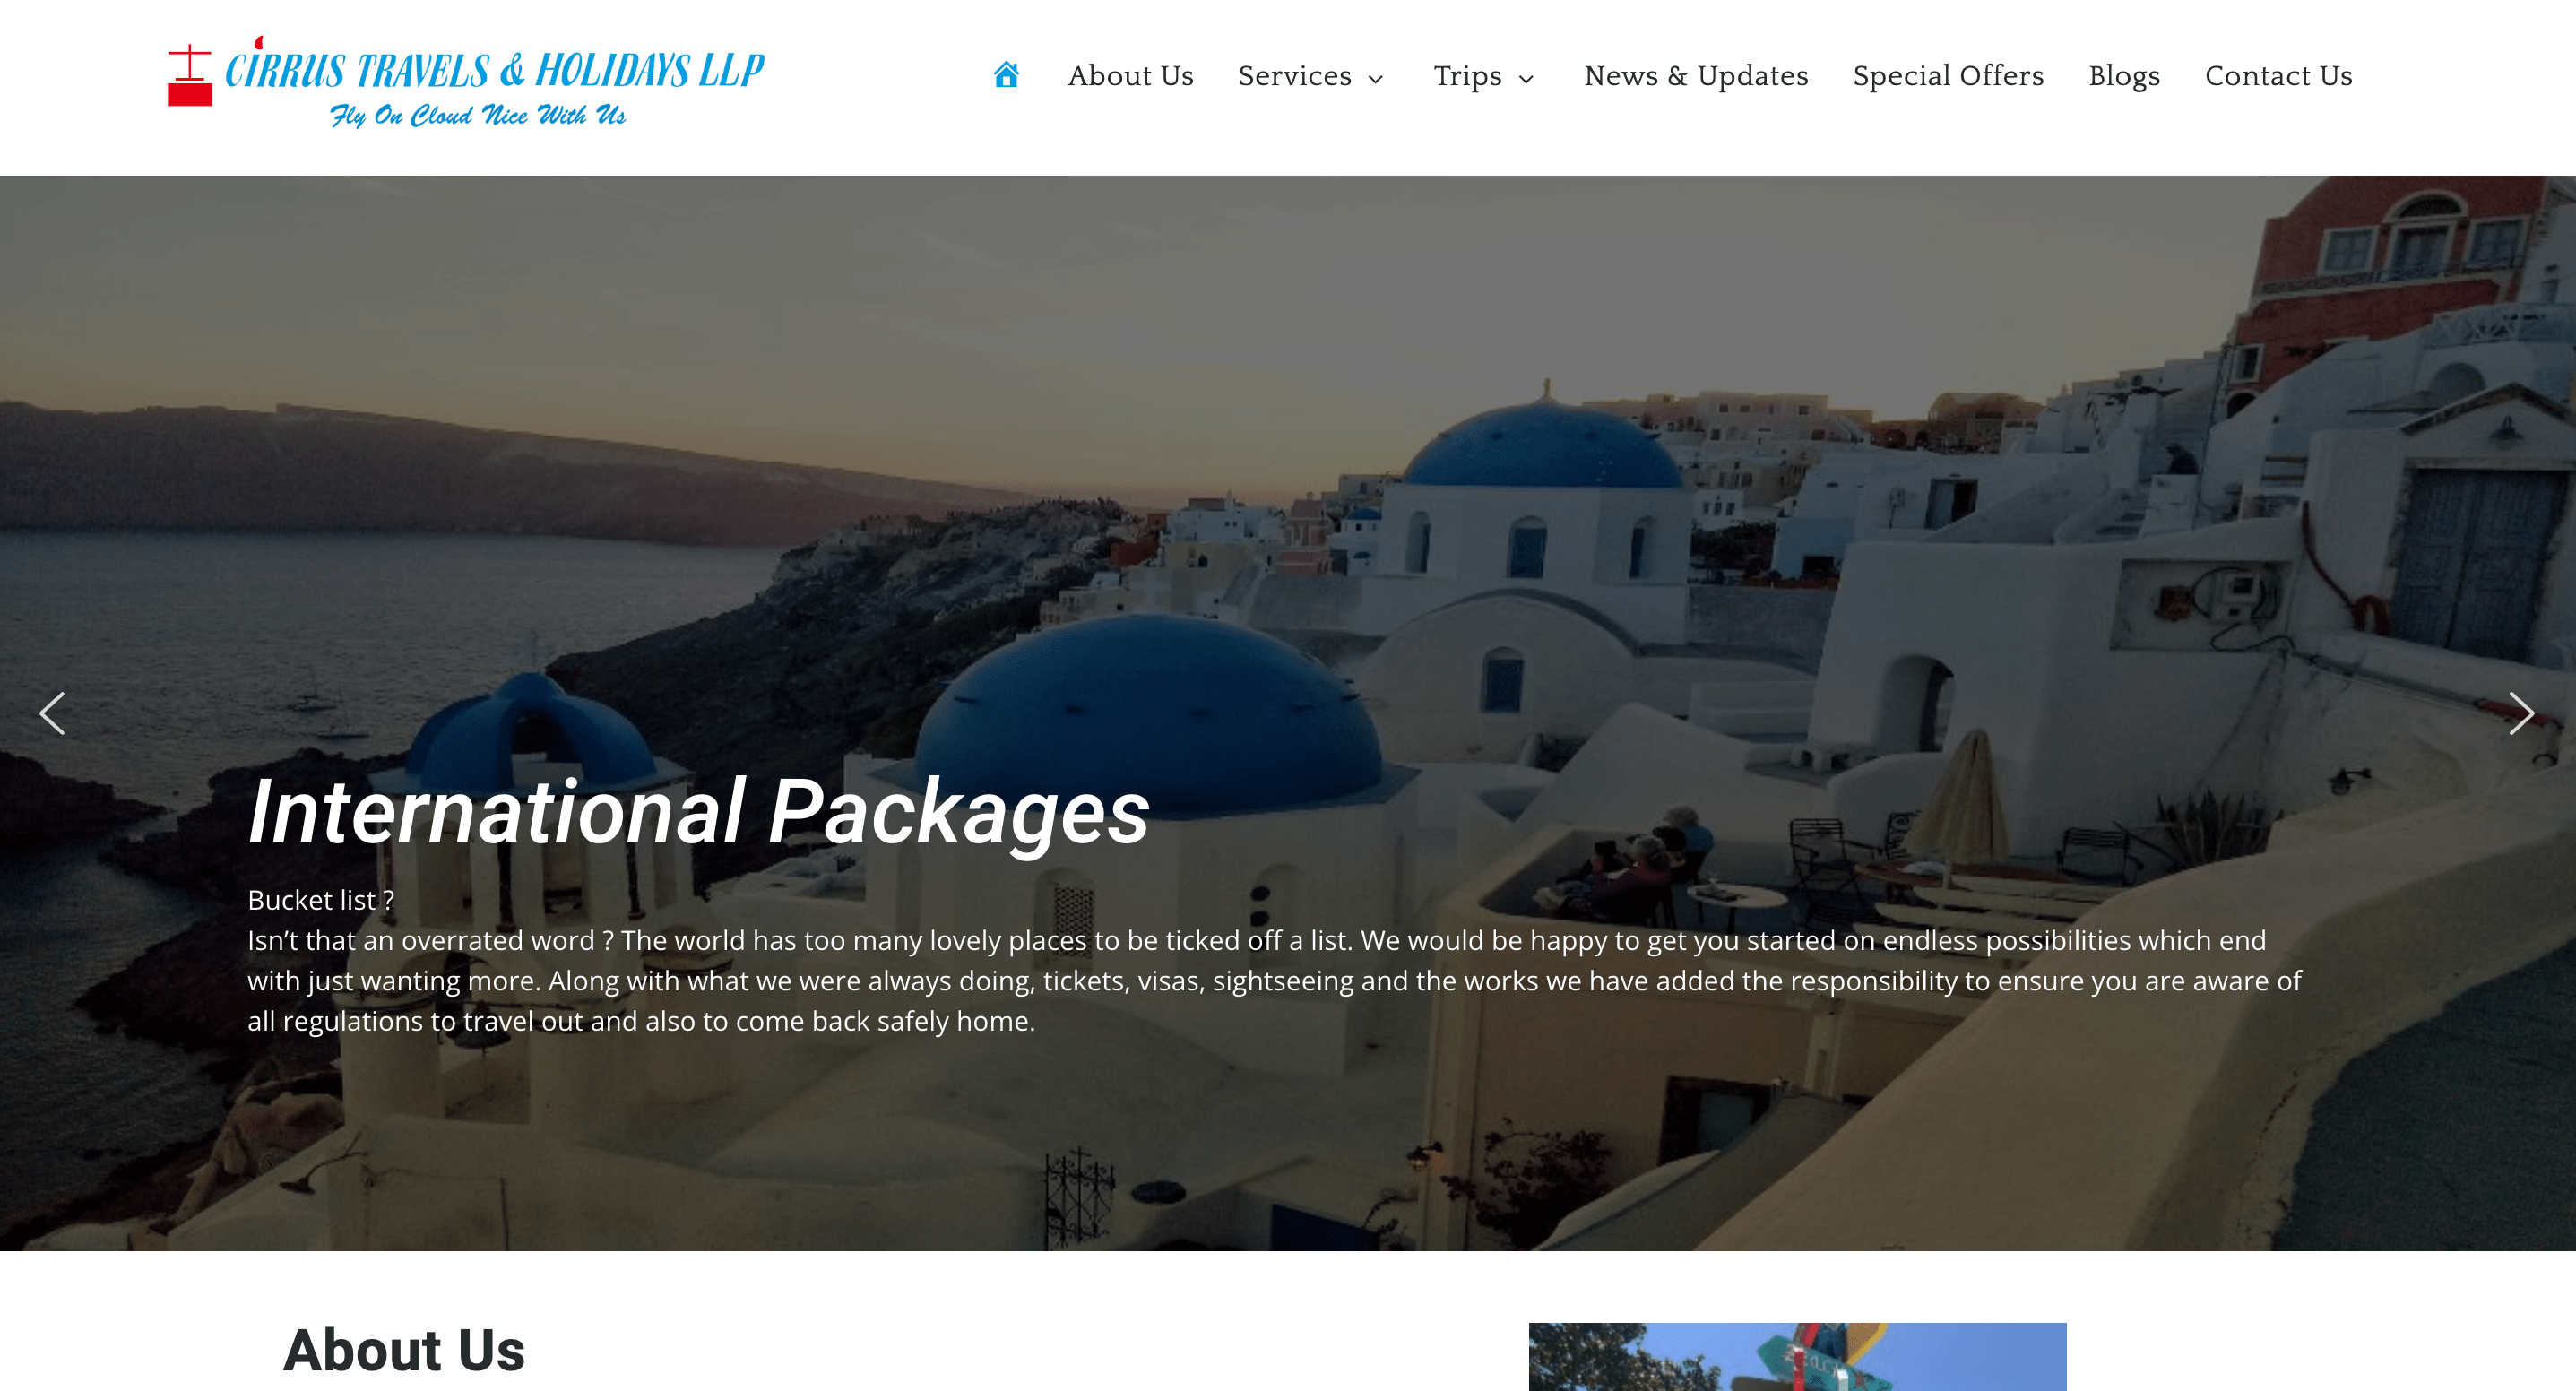 CIRRUS TRAVELS & HOLIDAYS LLP
Fly On Cloud Nice With Us
About Us
Services
Trips
News & Updates
Special Offers
Blogs
Contact Us
International Packages
Bucket list ?
Isn’t that an overrated word ? The world has too many lovely places to be ticked off a list. We would be happy to get you started on endless possibilities which end
with just wanting more. Along with what we were always doing, tickets, visas, sightseeing and the works we have added the responsibility to ensure you are aware of
all regulations to travel out and also to come back safely home.
About Us